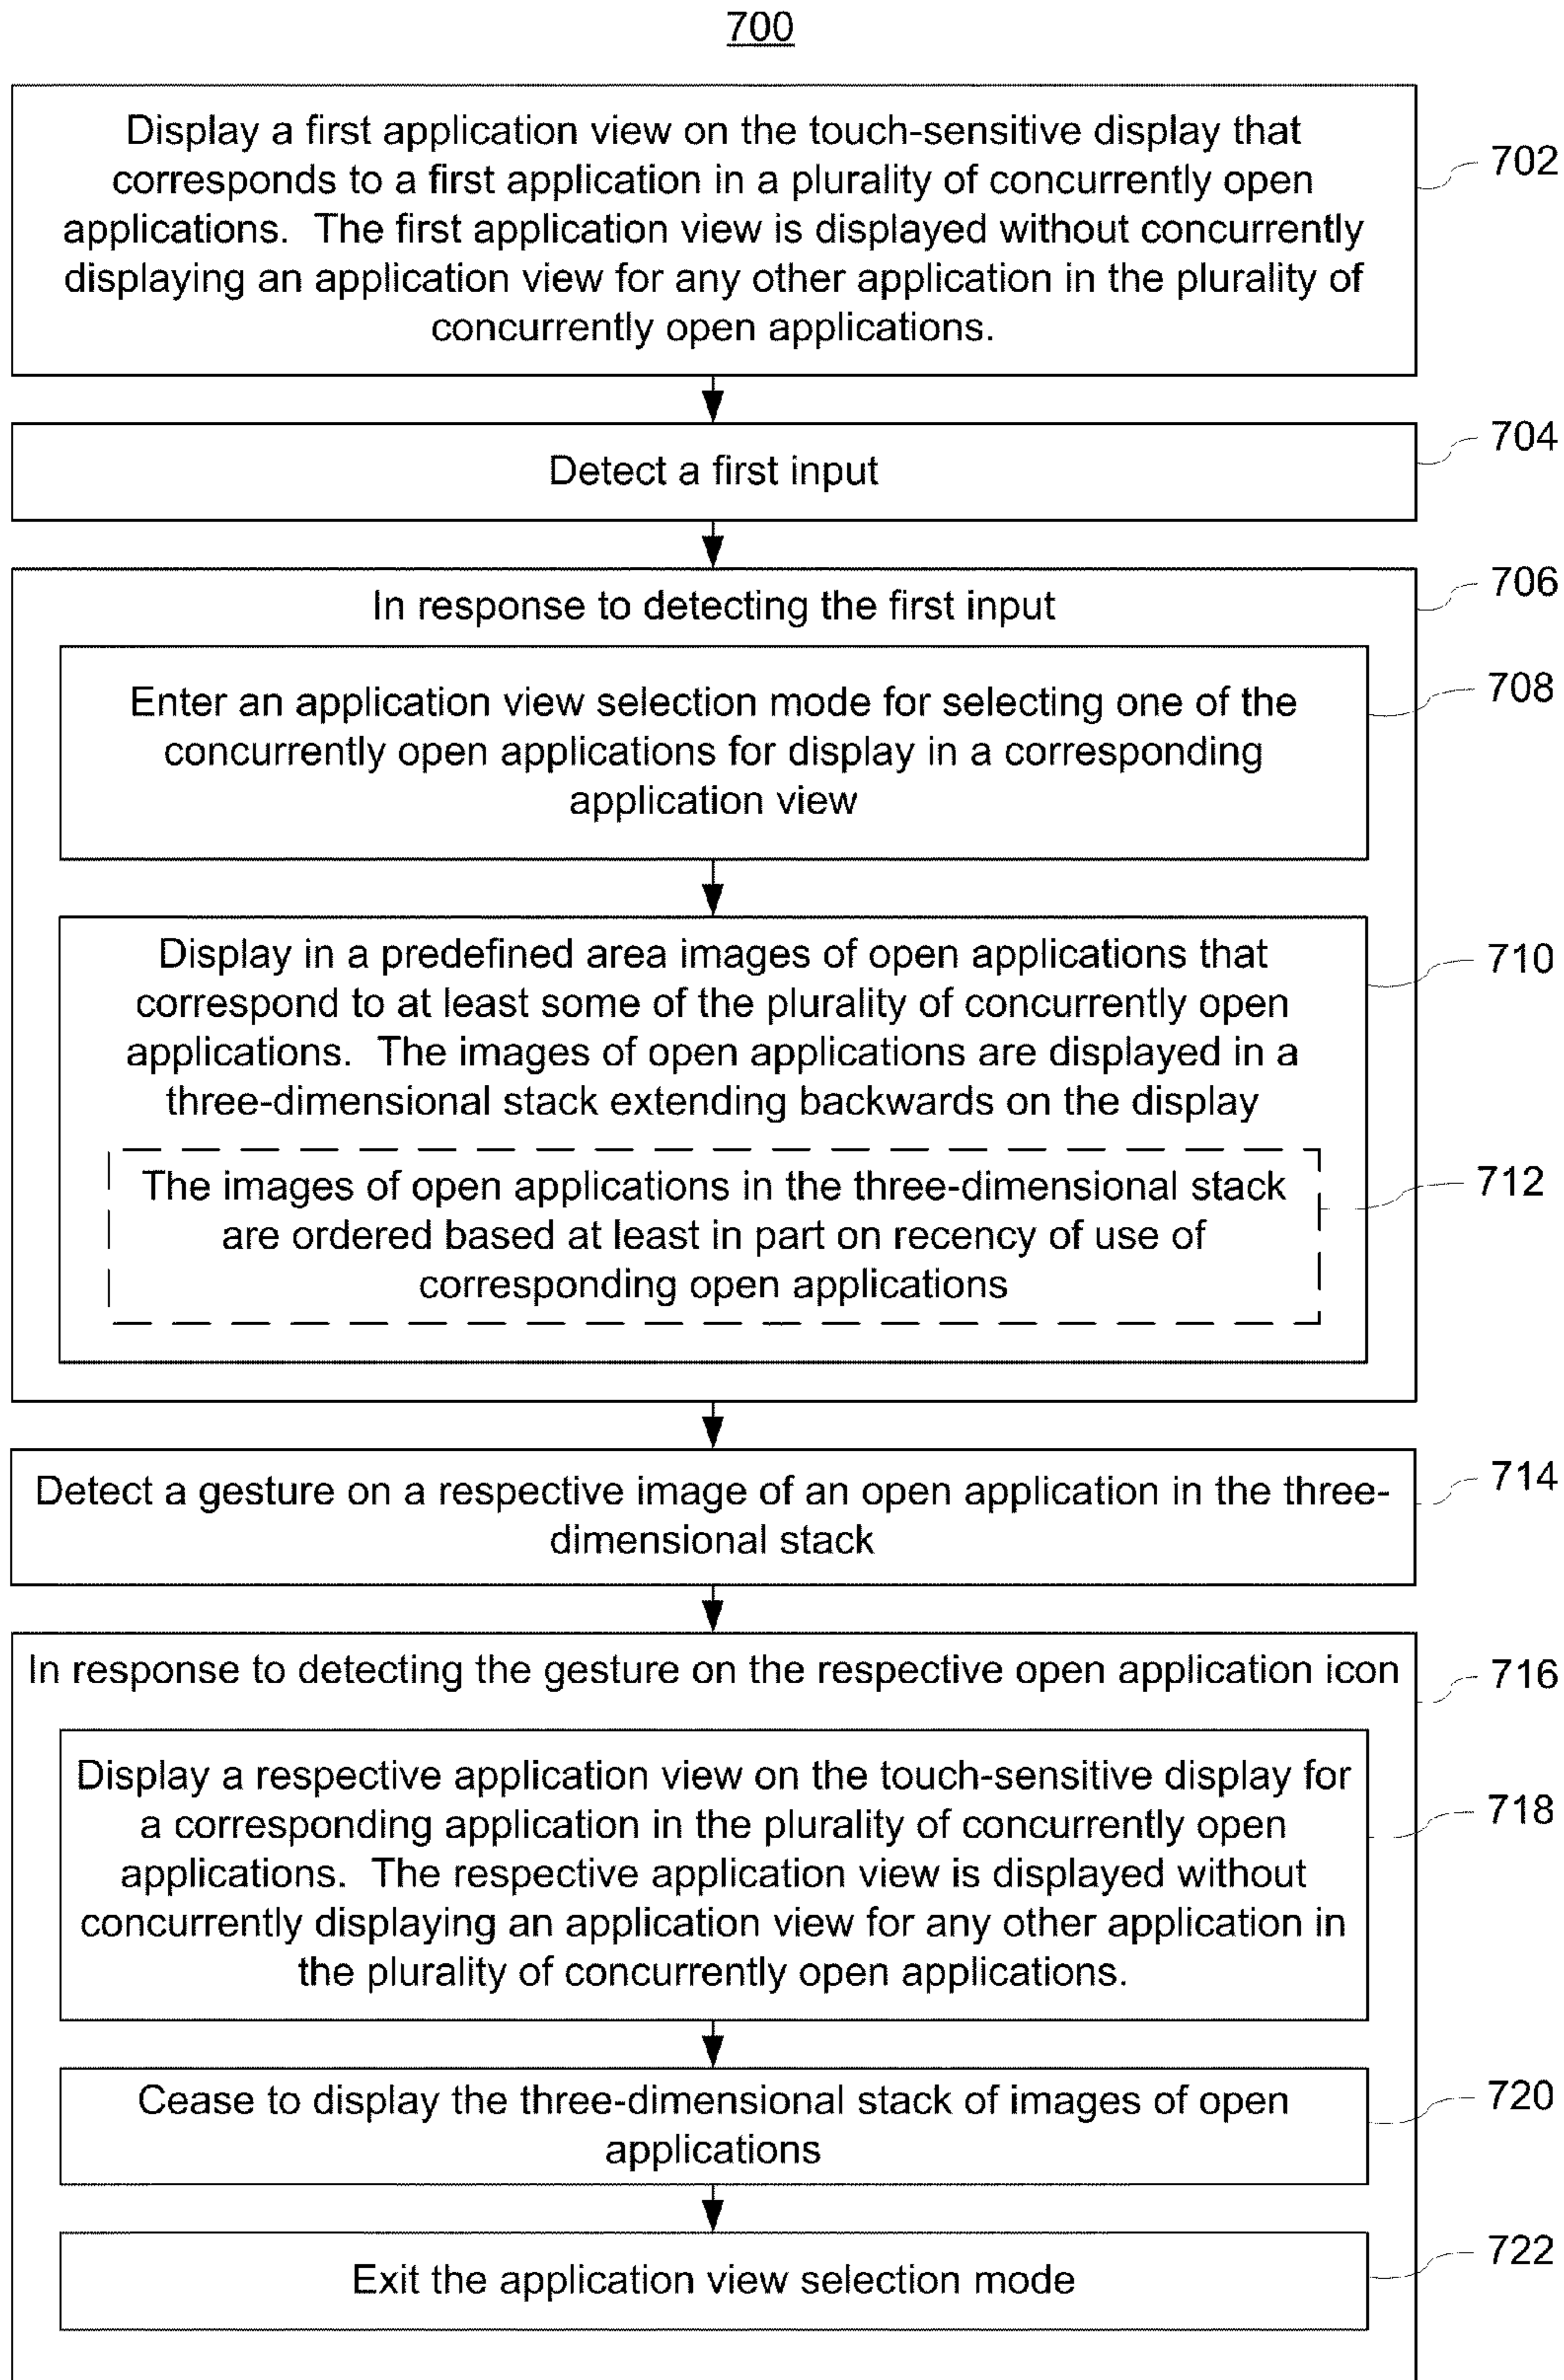 700
Display a first application view on the touch-sensitive display that
corresponds to a first application in a plurality of concurrently open
applications.  The first application view is displayed without concurrently
displaying an application view for any other application in the plurality of
concurrently open applications.
702
Detect a first input
704
In response to detecting the first input
706
Enter an application view selection mode for selecting one of the
concurrently open applications for display in a corresponding
application view
708
Display in a predefined area images of open applications that
correspond to at least some of the plurality of concurrently open
applications.  The images of open applications are displayed in a
three-dimensional stack extending backwards on the display
710
The images of open applications in the three-dimensional stack
are ordered based at least in part on recency of use of
corresponding open applications
712
Detect a gesture on a respective image of an open application in the three-
dimensional stack
714
In response to detecting the gesture on the respective open application icon
716
Display a respective application view on the touch-sensitive display for
a corresponding application in the plurality of concurrently open
applications.  The respective application view is displayed without
concurrently displaying an application view for any other application in
the plurality of concurrently open applications.
718
Cease to display the three-dimensional stack of images of open
applications
720
Exit the application view selection mode
722